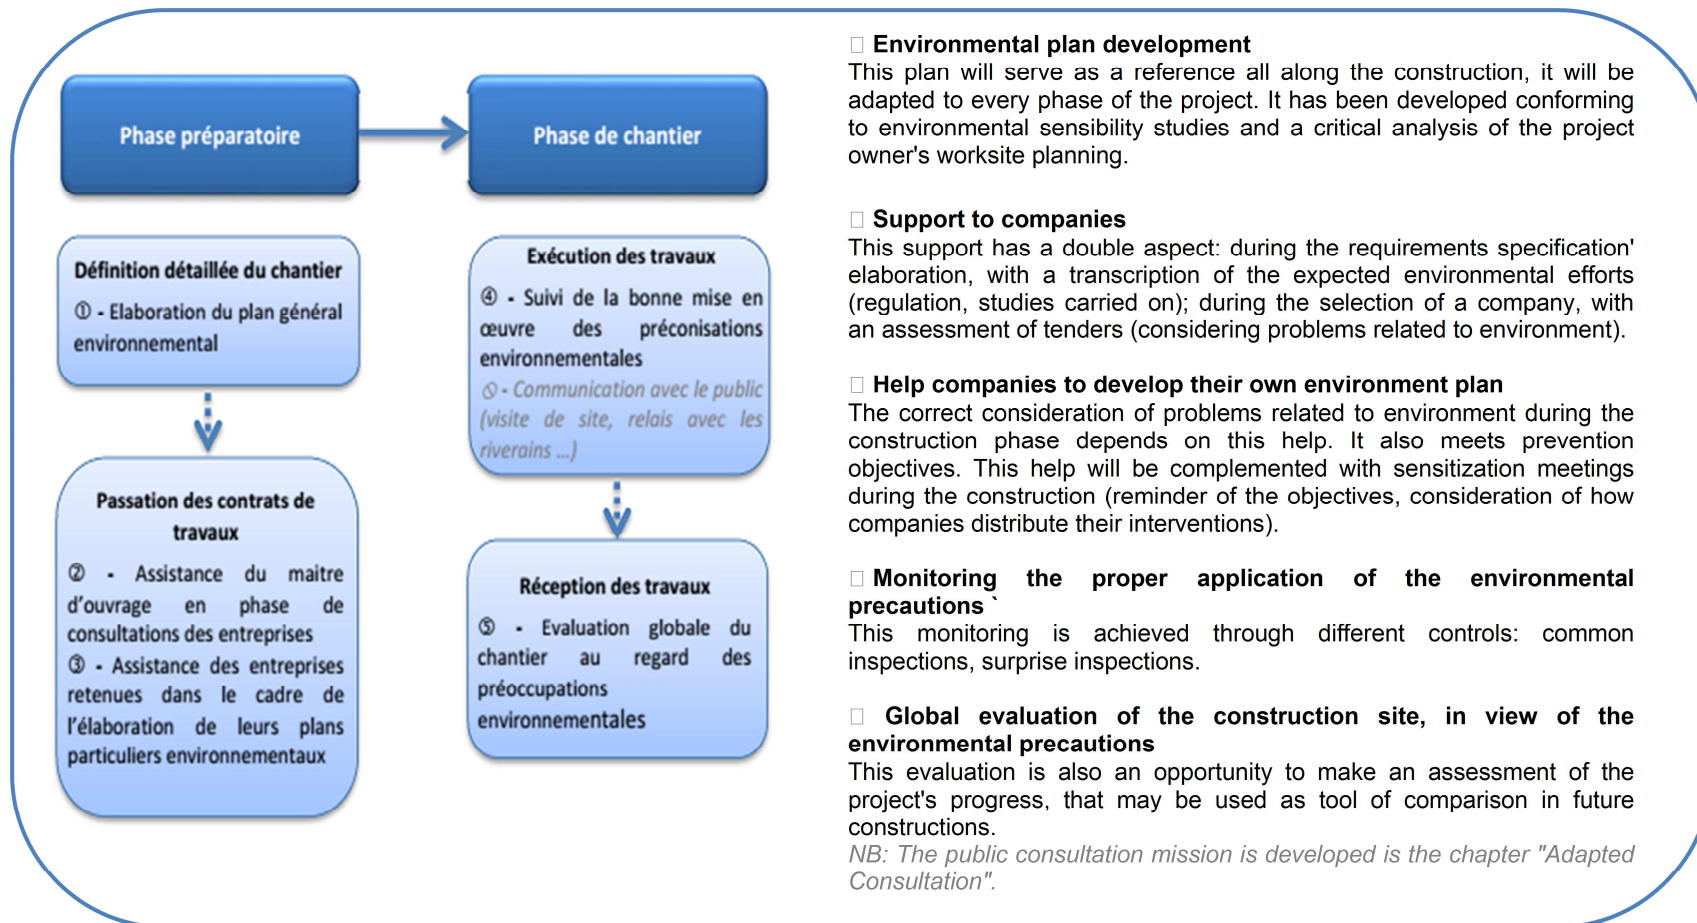 Phase préparatoire
Phase de chantier
Définition détaillée du chantier
① - Elaboration du plan général
environnemental
Passation des contrats de
travaux
② - Assistance du maitre
d'ouvrage en phase de
consultations des entreprises
③ - Assistance des entreprises
retenues dans le cadre de
l'élaboration de leurs plans
particuliers environnementaux
Exécution des travaux
④ - Suivi de la bonne mise en
œuvre des préconisations
environnementales
- Communication avec le public
(visite de site, relais avec les
riverains ...)
Réception des travaux
⑤ - Evaluation globale du
chantier au regard des
préoccupations
environnementales
Environmental plan development
This plan will serve as a reference all along the construction, it will be
adapted to every phase of the project. It has been developed conforming
to environmental sensibility studies and a critical analysis of the project
owner's worksite planning.
Support to companies
This support has a double aspect: during the requirements specification'
elaboration, with a transcription of the expected environmental efforts
(regulation, studies carried on); during the selection of a company, with
an assessment of tenders (considering problems related to environment).
Help companies to develop their own environment plan
The correct consideration of problems related to environment during the
construction phase depends on this help. It also meets prevention
objectives. This help will be complemented with sensitization meetings
during the construction (reminder of the objectives, consideration of how
companies distribute their interventions).
Monitoring the proper application of the environmental
precautions `
This monitoring is achieved through different controls: common
inspections, surprise inspections.
Global evaluation of the construction site, in view of the
environmental precautions
This evaluation is also an opportunity to make an assessment of the
project's progress, that may be used as tool of comparison in future
constructions.
NB: The public consultation mission is developed is the chapter "Adapted
Consultation".